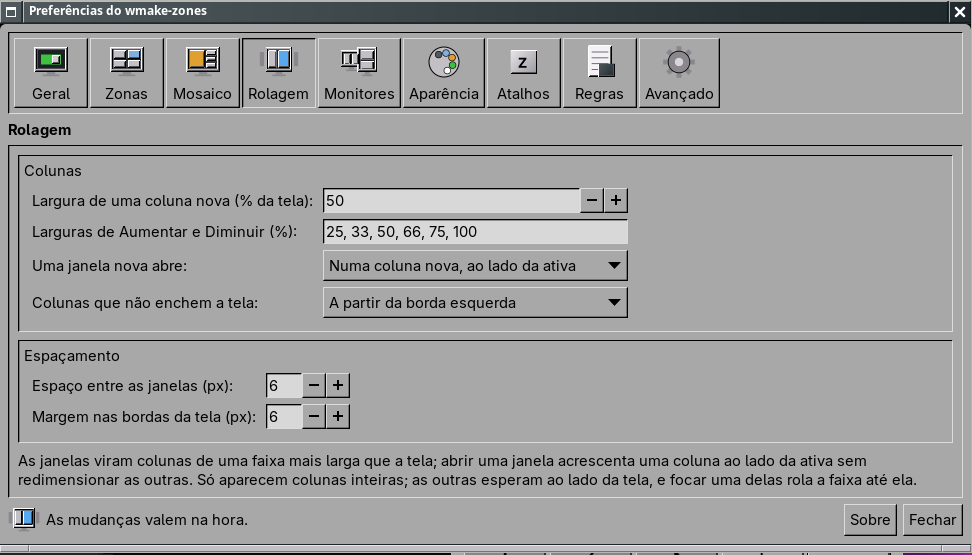 Preferências do wmake-zones
Geral Zonas Mosaico Rolagem Monitores Aparência Z Atalhos Regras Avançado
Rolagem
Colunas
Largura de uma coluna nova (% da tela): 50 − +
Larguras de Aumentar e Diminuir (%): 25, 33, 50, 66, 75, 100
Uma janela nova abre: Numa coluna nova, ao lado da ativa
Colunas que não enchem a tela: A partir da borda esquerda
Espaçamento
Espaço entre as janelas (px): 6 − +
Margem nas bordas da tela (px): 6 − +
As janelas viram colunas de uma faixa mais larga que a tela; abrir uma janela acrescenta uma coluna ao lado da ativa sem
redimensionar as outras. Só aparecem colunas inteiras; as outras esperam ao lado da tela, e focar uma delas rola a faixa até ela.
As mudanças valem na hora. Sobre Fechar